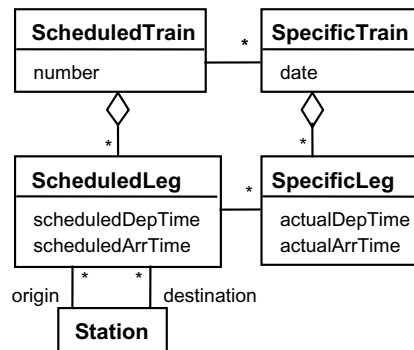 ScheduledTrain
number
*
SpecificTrain
date
*
*
ScheduledLeg
scheduledDepTime
scheduledArrTime
*
SpecificLeg
actualDepTime
actualArrTime
* *
origin destination
Station